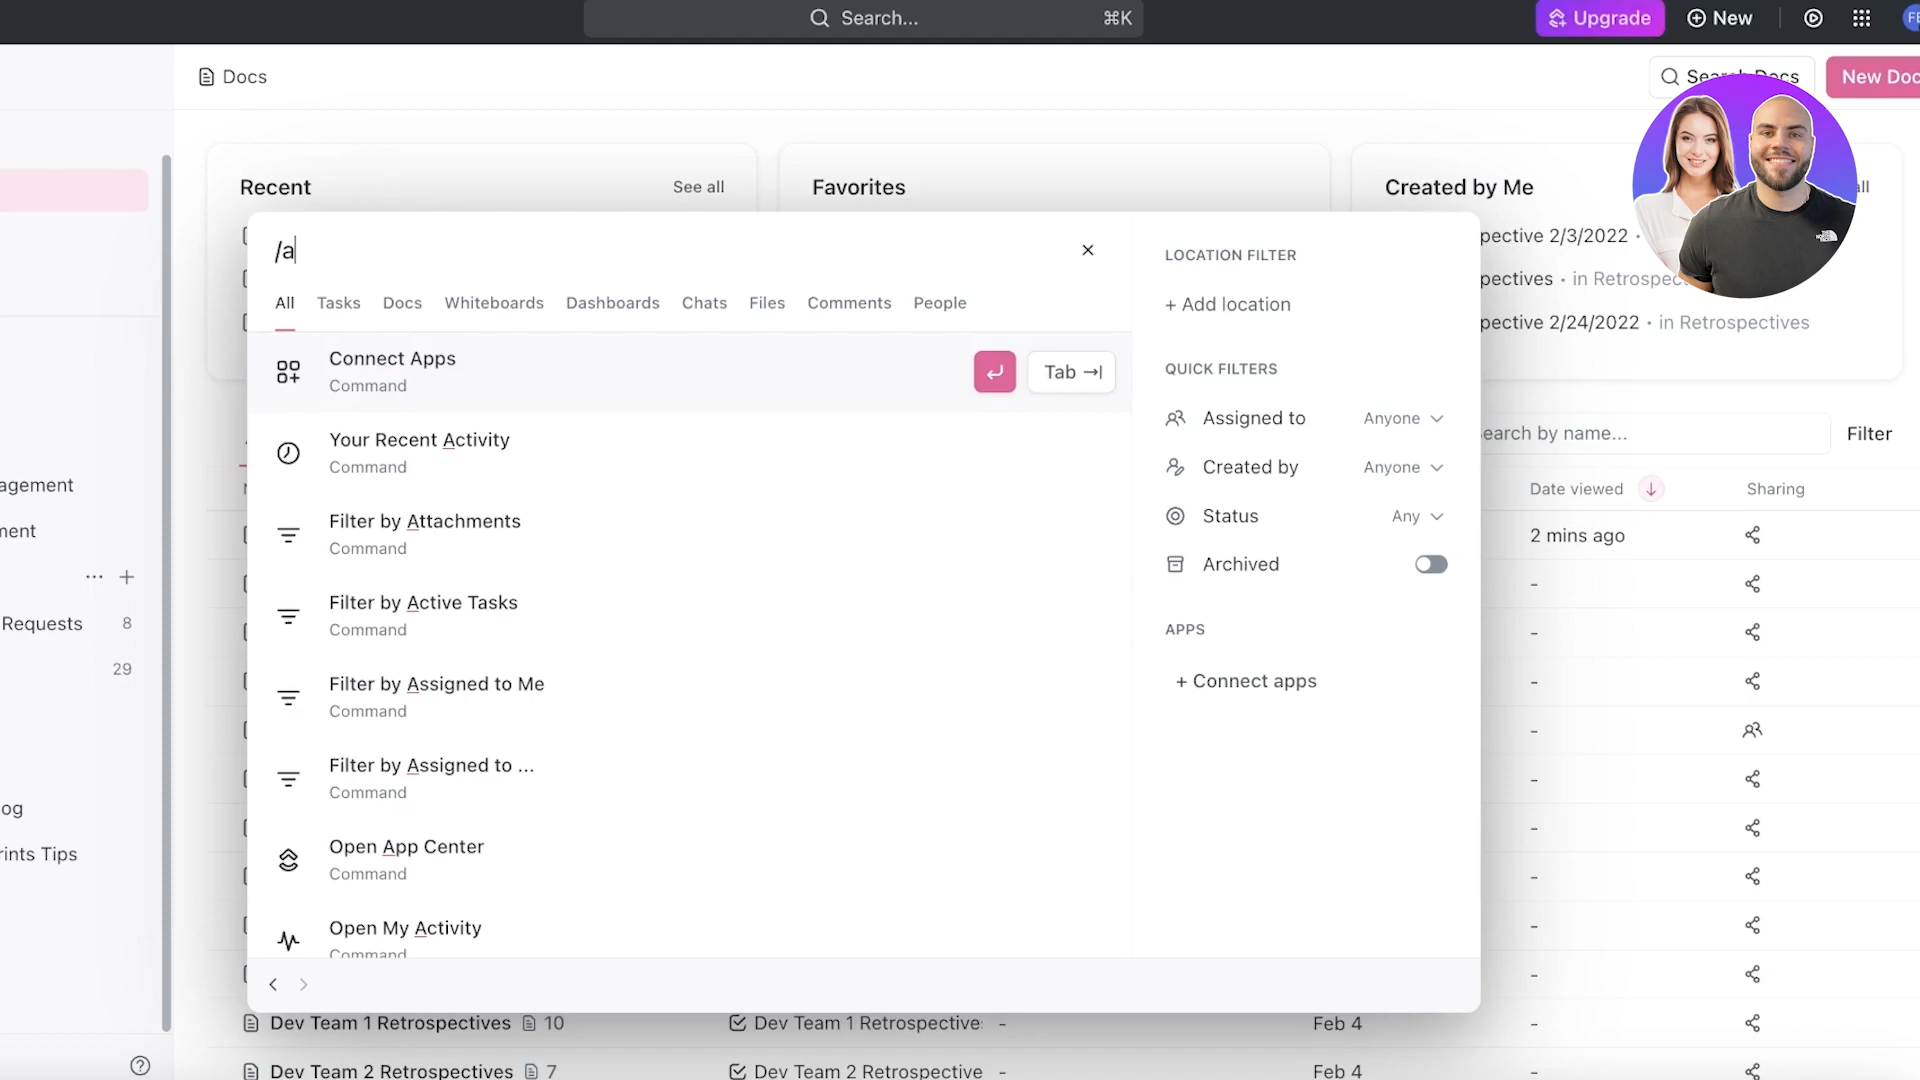 Search...
⌘K
Upgrade
New
Docs
New Doc
Recent
See all
Favorites
Created by Me
/a
All
Tasks
Docs
Whiteboards
Dashboards
Chats
Files
Comments
People
Connect Apps
Command
Tab
Your Recent Activity
Command
Filter by Attachments
Command
Filter by Active Tasks
Command
Filter by Assigned to Me
Command
Filter by Assigned to ...
Command
Open App Center
Command
Open My Activity
Command
LOCATION FILTER
+ Add location
QUICK FILTERS
Assigned to
Anyone
Created by
Anyone
Status
Any
Archived
APPS
+ Connect apps
pective 2/3/2022 •
pectives • in Retrospec
pective 2/24/2022 • in Retrospectives
earch by name...
Filter
Date viewed
Sharing
2 mins ago
-
-
-
-
-
-
-
-
-
agement
ment
... +
Requests 8
29
og
rints Tips
Dev Team 1 Retrospectives 10
Dev Team 1 Retrospective
-
Feb 4
-
Dev Team 2 Retrospectives 7
Dev Team 2 Retrospective
-
Feb 4
-